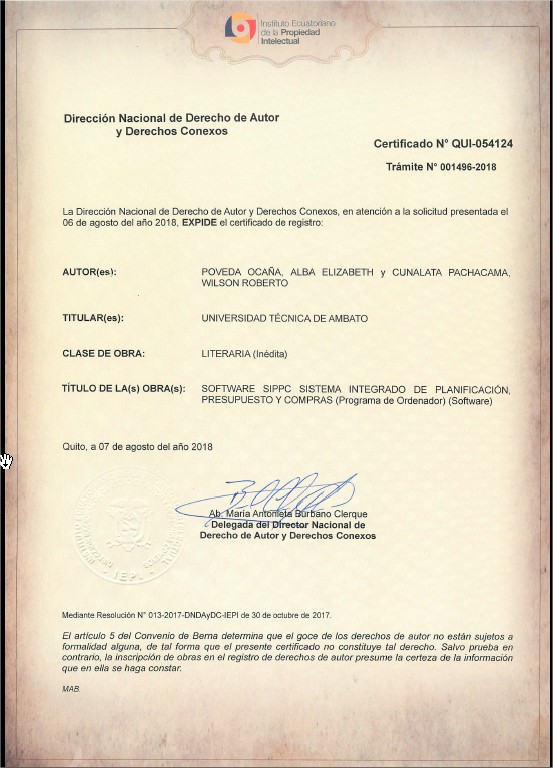 Instituto Ecuatoriano
de la Propiedad
Intelectual
Dirección Nacional de Derecho de Autor
y Derechos Conexos
Certificado N° QUI-054124
Trámite N° 001496-2018
La Dirección Nacional de Derecho de Autor y Derechos Conexos, en atención a la solicitud presentada el
06 de agosto del año 2018, EXPIDE el certificado de registro:
AUTOR(es): POVEDA OCAÑA, ALBA ELIZABETH y CUNALATA PACHACAMA,
WILSON ROBERTO
TITULAR(es): UNIVERSIDAD TÉCNICA DE AMBATO
CLASE DE OBRA: LITERARIA (Inédita)
TÍTULO DE LA(s) OBRA(s): SOFTWARE SIPPC SISTEMA INTEGRADO DE PLANIFICACIÓN,
PRESUPUESTO Y COMPRAS (Programa de Ordenador) (Software)
Quito, a 07 de agosto del año 2018
Ab. María Antonieta Burbano Clerque
Delegada del Director Nacional de
Derecho de Autor y Derechos Conexos
IEPI
Mediante Resolución N° 013-2017-DNDAyDC-IEPI de 30 de octubre de 2017.
El artículo 5 del Convenio de Berna determina que el goce de los derechos de autor no están sujetos a
formalidad alguna, de tal forma que el presente certificado no constituye tal derecho. Salvo prueba en
contrario, la inscripción de obras en el registro de derechos de autor presume la certeza de la información
que en ella se haga constar.
MAB.